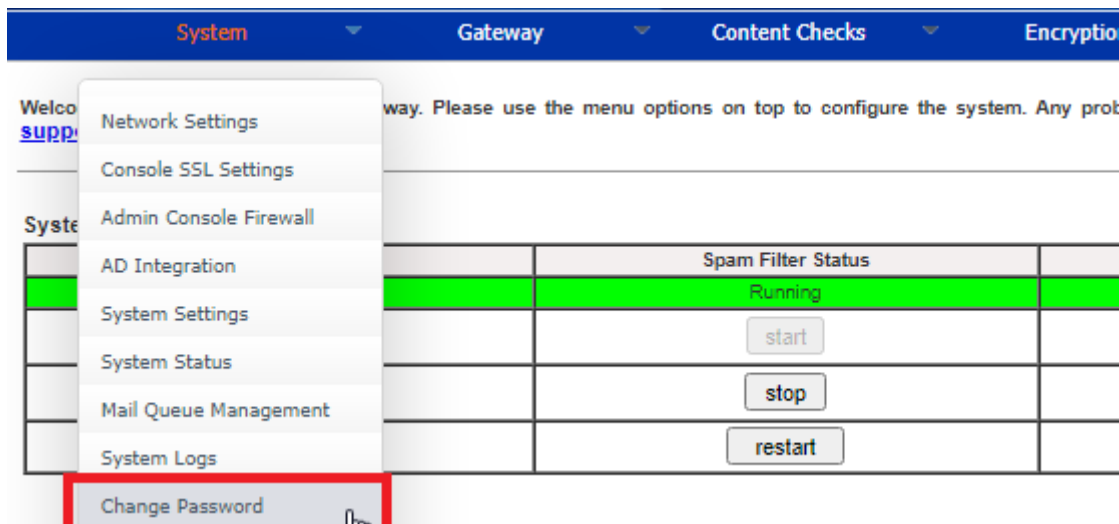 System Gateway Content Checks Encryptio
Welco way. Please use the menu options on top to configure the system. Any prob
supp
Network Settings
Console SSL Settings
Admin Console Firewall
Syste
AD Integration
Spam Filter Status
Running
System Settings
start
System Status
stop
Mail Queue Management
restart
System Logs
Change Password